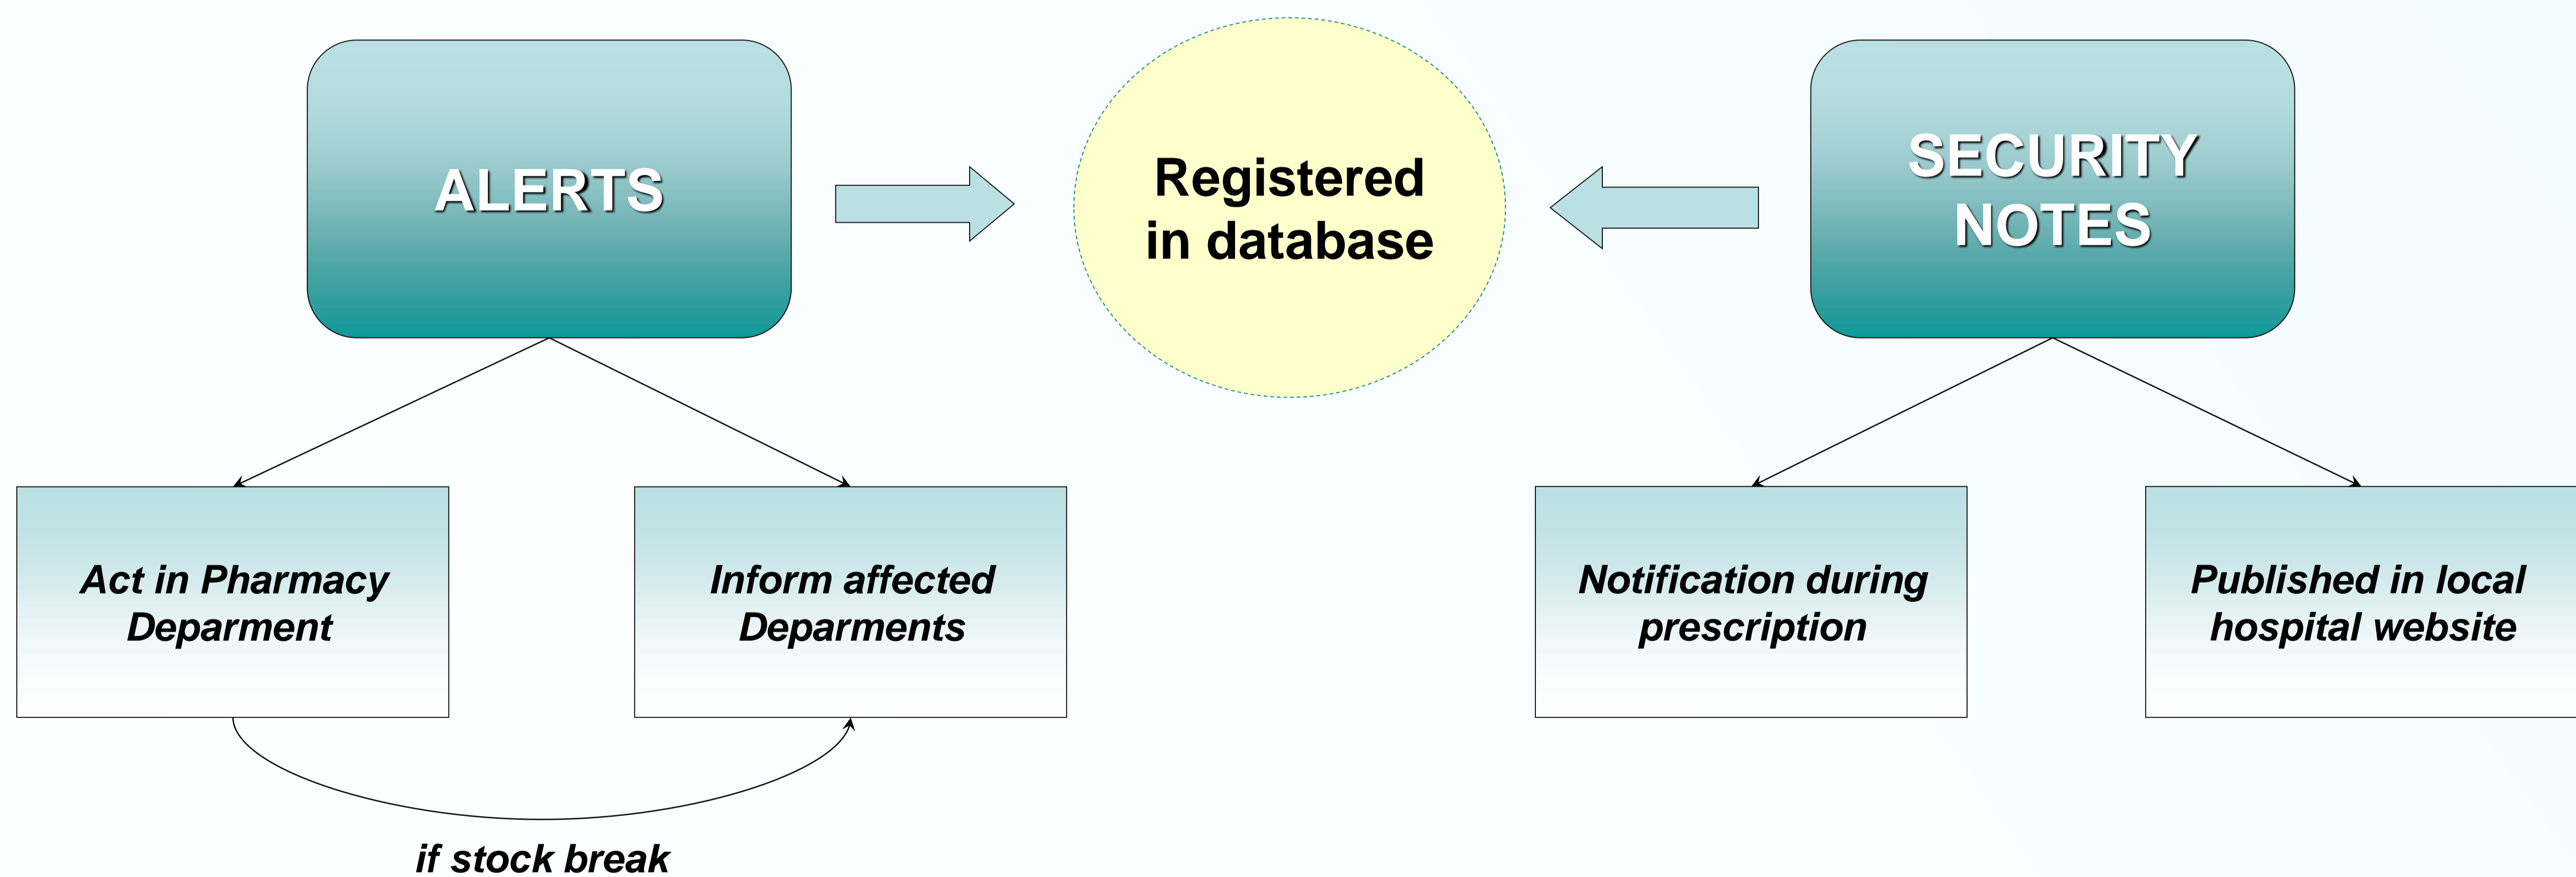 ALERTS
Registered
in database
SECURITY
NOTES
Act in Pharmacy
Deparment
Inform affected
Deparments
Notification during
prescription
Published in local
hospital website
if stock break